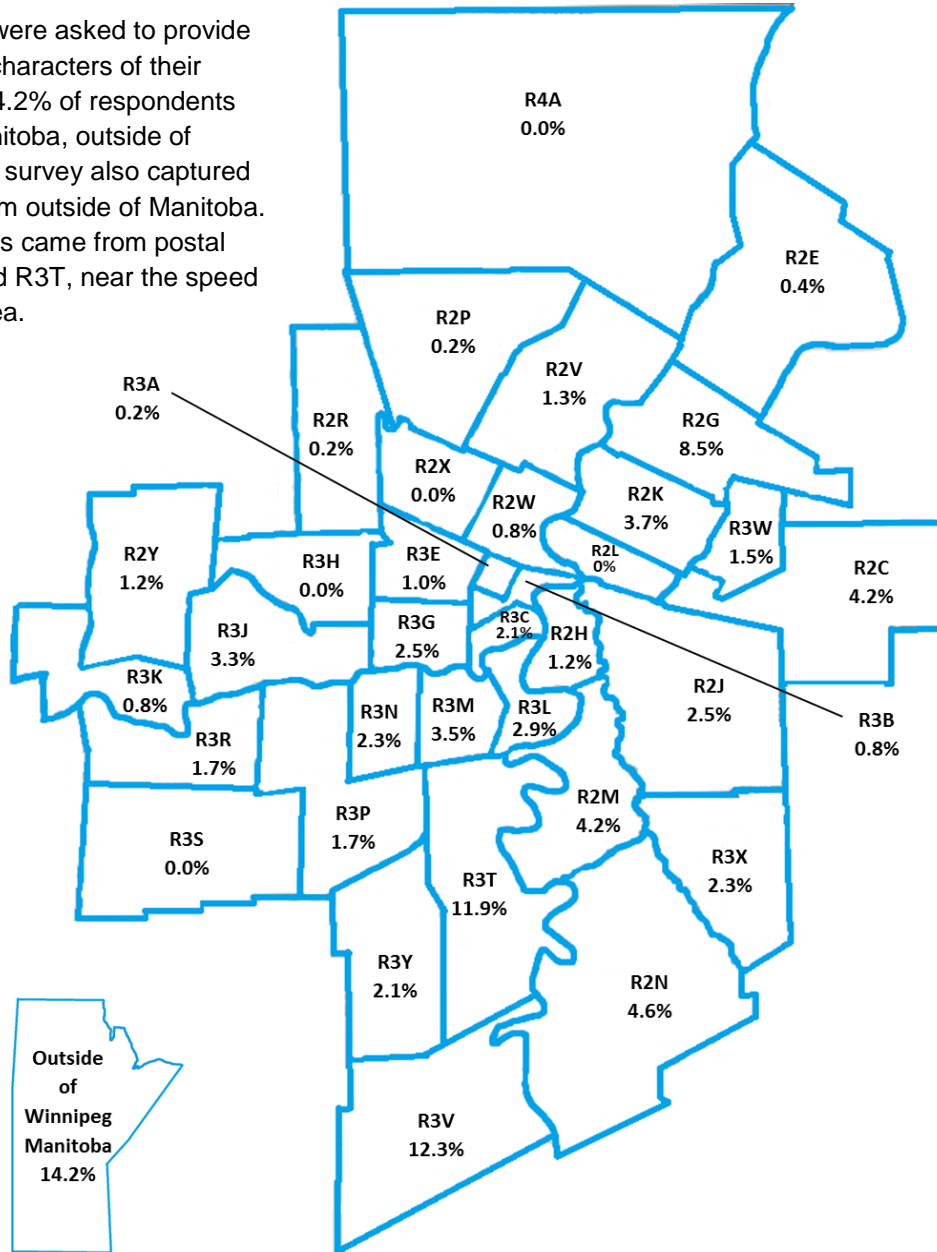 were asked to provide
characters of their
4.2% of respondents
nitoba, outside of
survey also captured
m outside of Manitoba.
s came from postal
d R3T, near the speed
ea.
R4A
0.0%
R2E
0.4%
R2P
0.2%
R2V
1.3%
R3A
0.2%
R2R
0.2%
R2G
8.5%
R2X
0.0%
R2W
0.8%
R2K
3.7%
R3W
1.5%
R2Y
1.2%
R3H
0.0%
R3E
1.0%
R2L
0%
R2C
4.2%
R3J
3.3%
R3G
2.5%
R3C
2.1%
R2H
1.2%
R3K
0.8%
R2J
2.5%
R3N
2.3%
R3M
3.5%
R3L
2.9%
R3B
0.8%
R3R
1.7%
R3P
1.7%
R2M
4.2%
R3S
0.0%
R3X
2.3%
R3T
11.9%
R3Y
2.1%
R2N
4.6%
Outside
of
Winnipeg
Manitoba
14.2%
R3V
12.3%